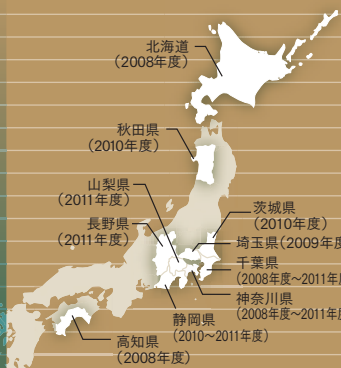 北海道
（2008年度）
秋田県
（2010年度）
山梨県
（2011年度）
長野県
（2011年度）
茨城県
（2010年度）
埼玉県（2009年度
千葉県
（2008年度～2011年度
神奈川県
（2008年度～2011年度
静岡県
（2010～2011年度）
高知県
（2008年度）